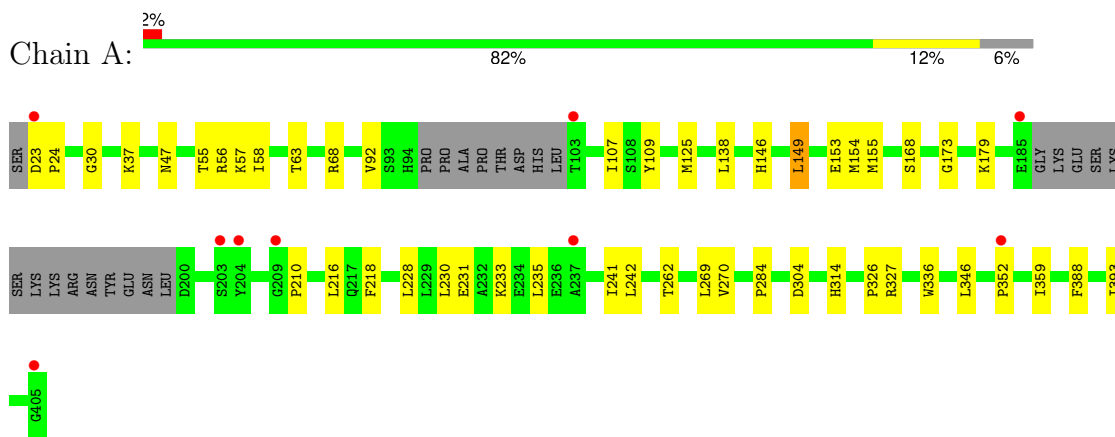 2%
Chain A:
82% 12% 6%
SER D23 P24 G30 K37 N47 T55 R56 K57 I58 T63 R68 V92 S93 H94 PRO PRO ALA PRO THR ASP HIS LEU T103 I107 S108 Y109 M125 L138 H146 L149 E153 M154 M155 S168 G173 K179 E185 GLY LYS GLU SER LYS
SER LYS LYS ARG ASN TYR GLU ASN LEU D200 S203 Y204 G209 P210 L216 Q217 F218 L228 L229 L230 E231 A232 K233 E234 L235 E236 A237 I241 L242 T262 L269 V270 P284 D304 H314 P326 R327 W336 L346 P352 I359 F388
G405